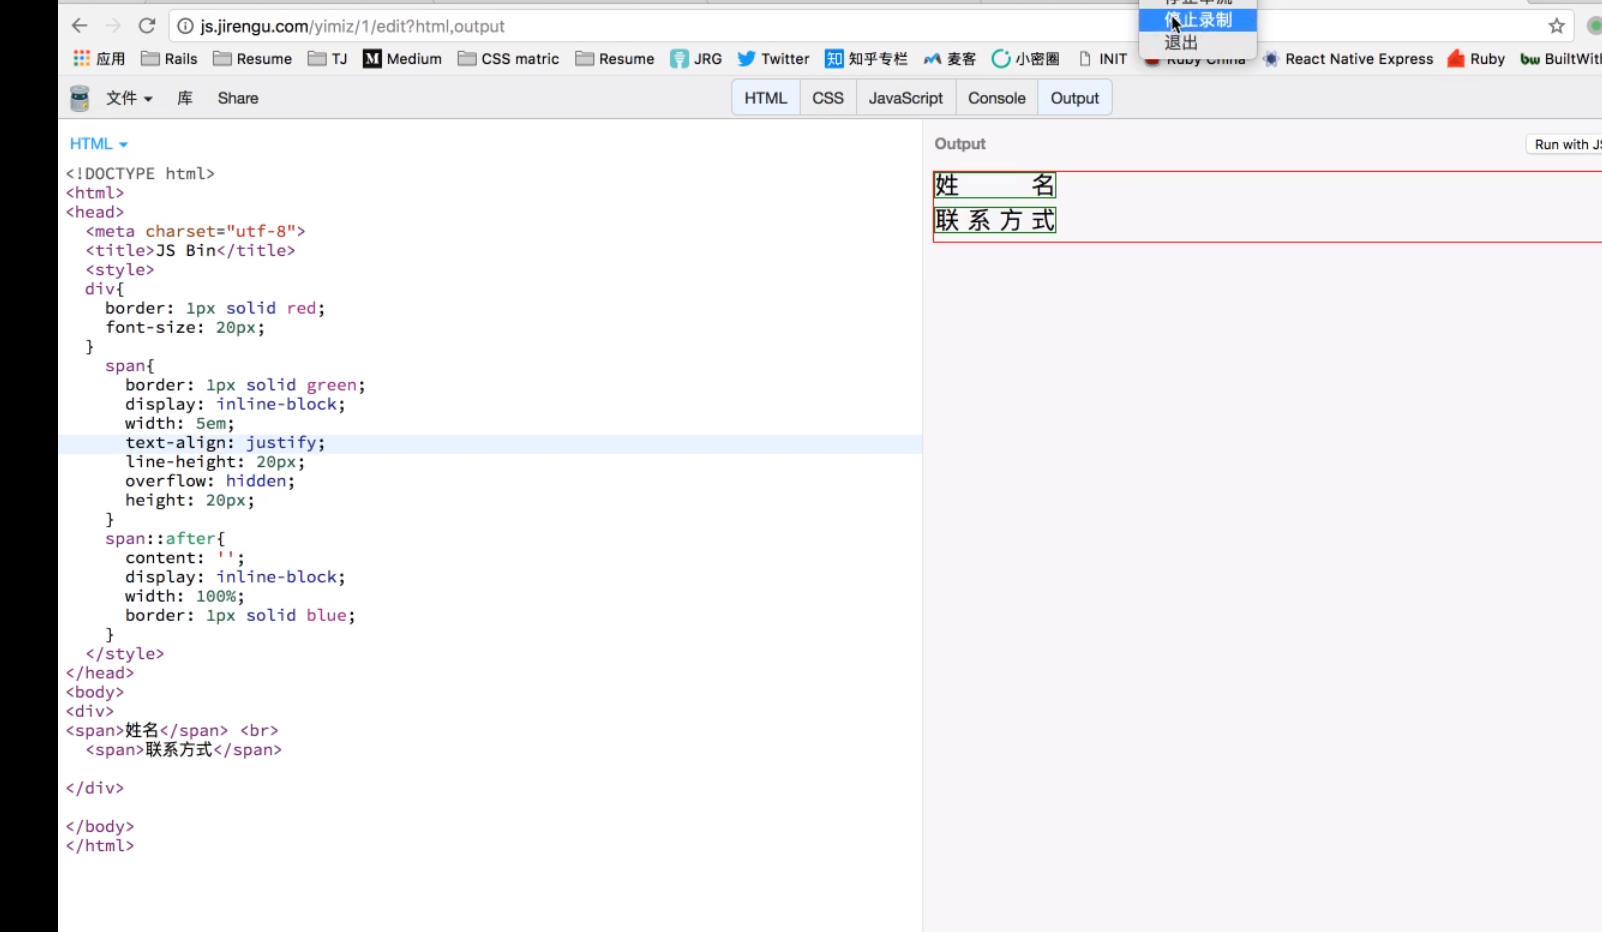 停止录制
退出
js.jirengu.com/yimiz/1/edit?html,output
应用 Rails Resume TJ Medium CSS matric Resume JRG Twitter 知乎专栏 麦客 小密圈 INIT Ruby China React Native Express Ruby BuiltWith
文件 库 Share HTML CSS JavaScript Console Output
HTML
<!DOCTYPE html>
<html>
<head>
<meta charset="utf-8">
<title>JS Bin</title>
<style>
div{
border: 1px solid red;
font-size: 20px;
}
span{
border: 1px solid green;
display: inline-block;
width: 5em;
text-align: justify;
line-height: 20px;
overflow: hidden;
height: 20px;
}
span::after{
content: '';
display: inline-block;
width: 100%;
border: 1px solid blue;
}
</style>
</head>
<body>
<div>
<span>姓名</span> <br>
<span>联系方式</span>
</div>
</body>
</html>
Output Run with JS
姓 名
联系方式